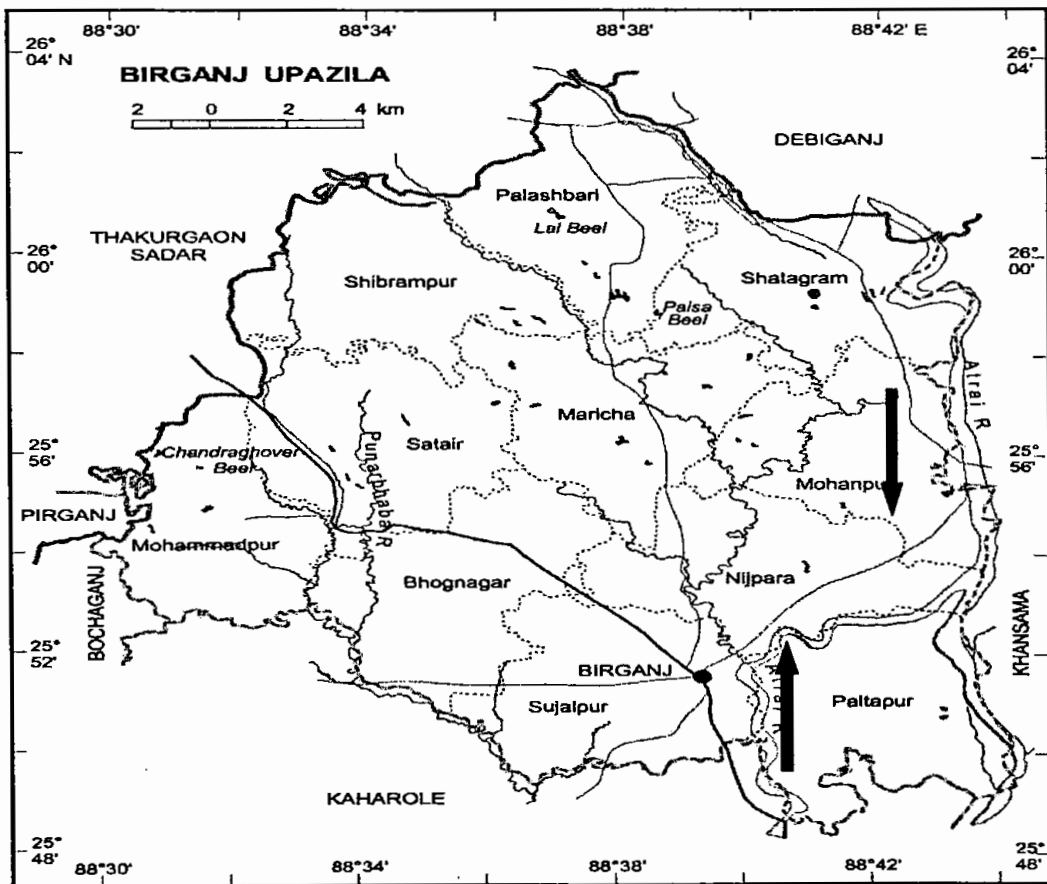 88°30' 88°34' 88°38' 88°42' E
26° 04' N
26° 04'
BIRGANJ UPAZILA
2 0 2 4 km
DEBIGANJ
Palashbari
Lal Beel
THAKURGAON
SADAR
26° 00'
26° 00'
Shibrampur
Shatagram
Paisa
Beel
Atrai R
Maricha
Satair
Punarphaba R
Chandraghover
Beel
25° 56'
25° 56'
Mohanpur
PIRGANJ
Mohammadpur
Bhognagar
Nijpara
BOCHAGANJ
25° 52'
25° 52'
KHANSAMA
BIRGANJ
Sujalpur
Paltapur
KAHAROLE
25° 48'
25° 48'
88°30' 88°34' 88°38' 88°42'